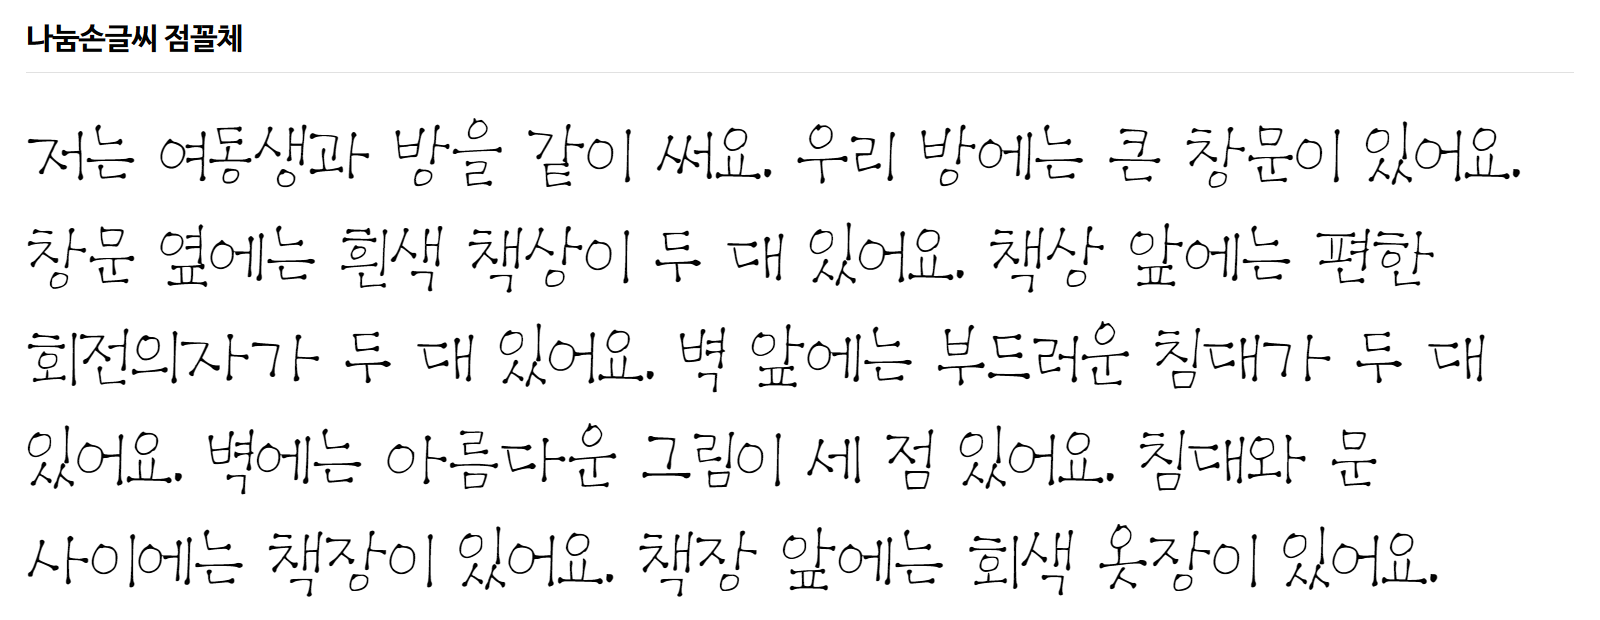 나눔손글씨 점꼴체
저는 여동생과 방을 같이 써요. 우리 방에는 큰 창문이 있어요.
창문 옆에는 흰색 책상이 두 대 있어요. 책상 앞에는 편한
회전의자가 두 대 있어요. 벽 앞에는 부드러운 침대가 두 대
있어요. 벽에는 아름다운 그림이 세 점 있어요. 침대와 문
사이에는 책장이 있어요. 책장 앞에는 회색 옷장이 있어요.